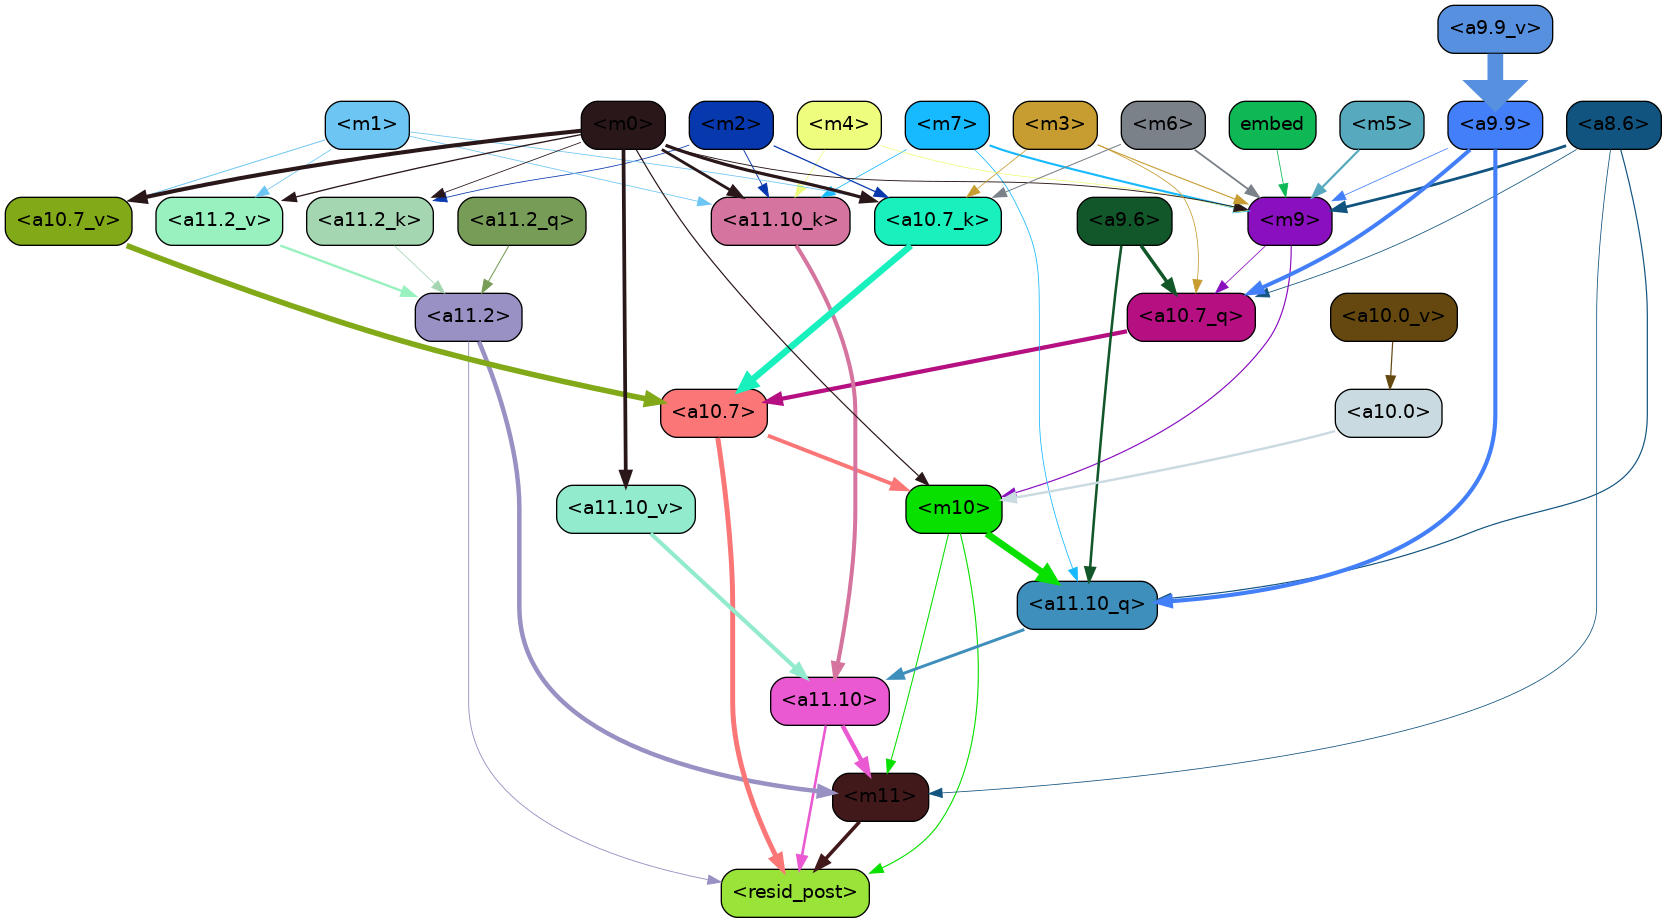 <a9.9_v>
<m1>
<m0>
<m2>
<m4>
<m7>
<m3>
<m6>
embed
<m5>
<a9.9>
<a8.6>
<a10.7_v>
<a11.2_v>
<a11.2_k>
<a11.2_q>
<a11.10_k>
<a10.7_k>
<a9.6>
<m9>
<a11.2>
<a10.7_q>
<a10.0_v>
<a10.7>
<a10.0>
<a11.10_v>
<m10>
<a11.10_q>
<a11.10>
<m11>
<resid_post>